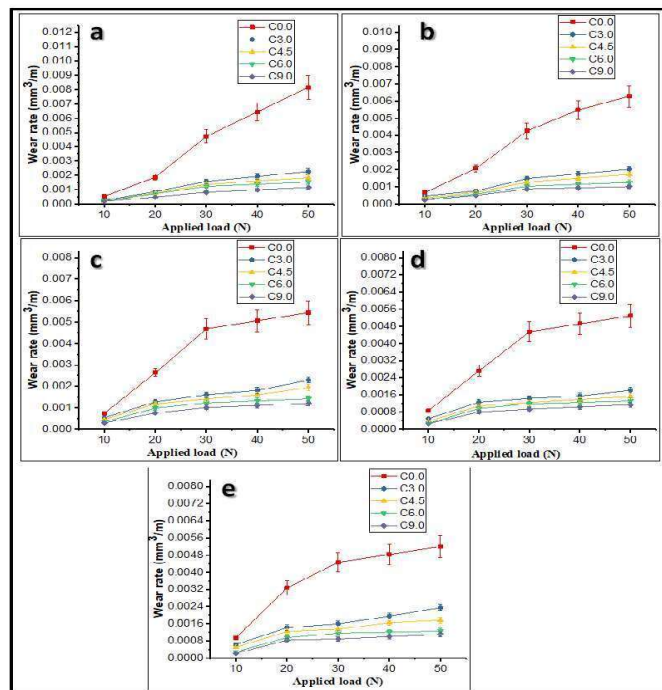 a
C0.0
C3.0
C4.5
C6.0
C9.0
0.012
0.011
0.010
0.009
0.008
0.007
0.006
0.005
0.004
0.003
0.002
0.001
0.000
Wear rate (mm³/m)
10 20 30 40 50
Applied load (N)
b
C0.0
C3.0
C4.5
C6.0
C9.0
0.010
0.009
0.008
0.007
0.006
0.005
0.004
0.003
0.002
0.001
0.000
Wear rate (mm³/m)
10 20 30 40 50
Applied load (N)
c
C0.0
C3.0
C4.5
C6.0
C9.0
0.008
0.007
0.006
0.005
0.004
0.003
0.002
0.001
0.000
Wear rate (mm³/m)
10 20 30 40 50
Applied load (N)
d
C0.0
C3.0
C4.5
C6.0
C9.0
0.0080
0.0072
0.0064
0.0056
0.0048
0.0040
0.0032
0.0024
0.0016
0.0008
0.0000
Wear rate (mm³/m)
10 20 30 40 50
Applied load (N)
e
C0.0
C3.0
C4.5
C6.0
C9.0
0.0080
0.0072
0.0064
0.0056
0.0048
0.0040
0.0032
0.0024
0.0016
0.0008
0.0000
Wear rate (mm³/m)
10 20 30 40 50
Applied load (N)